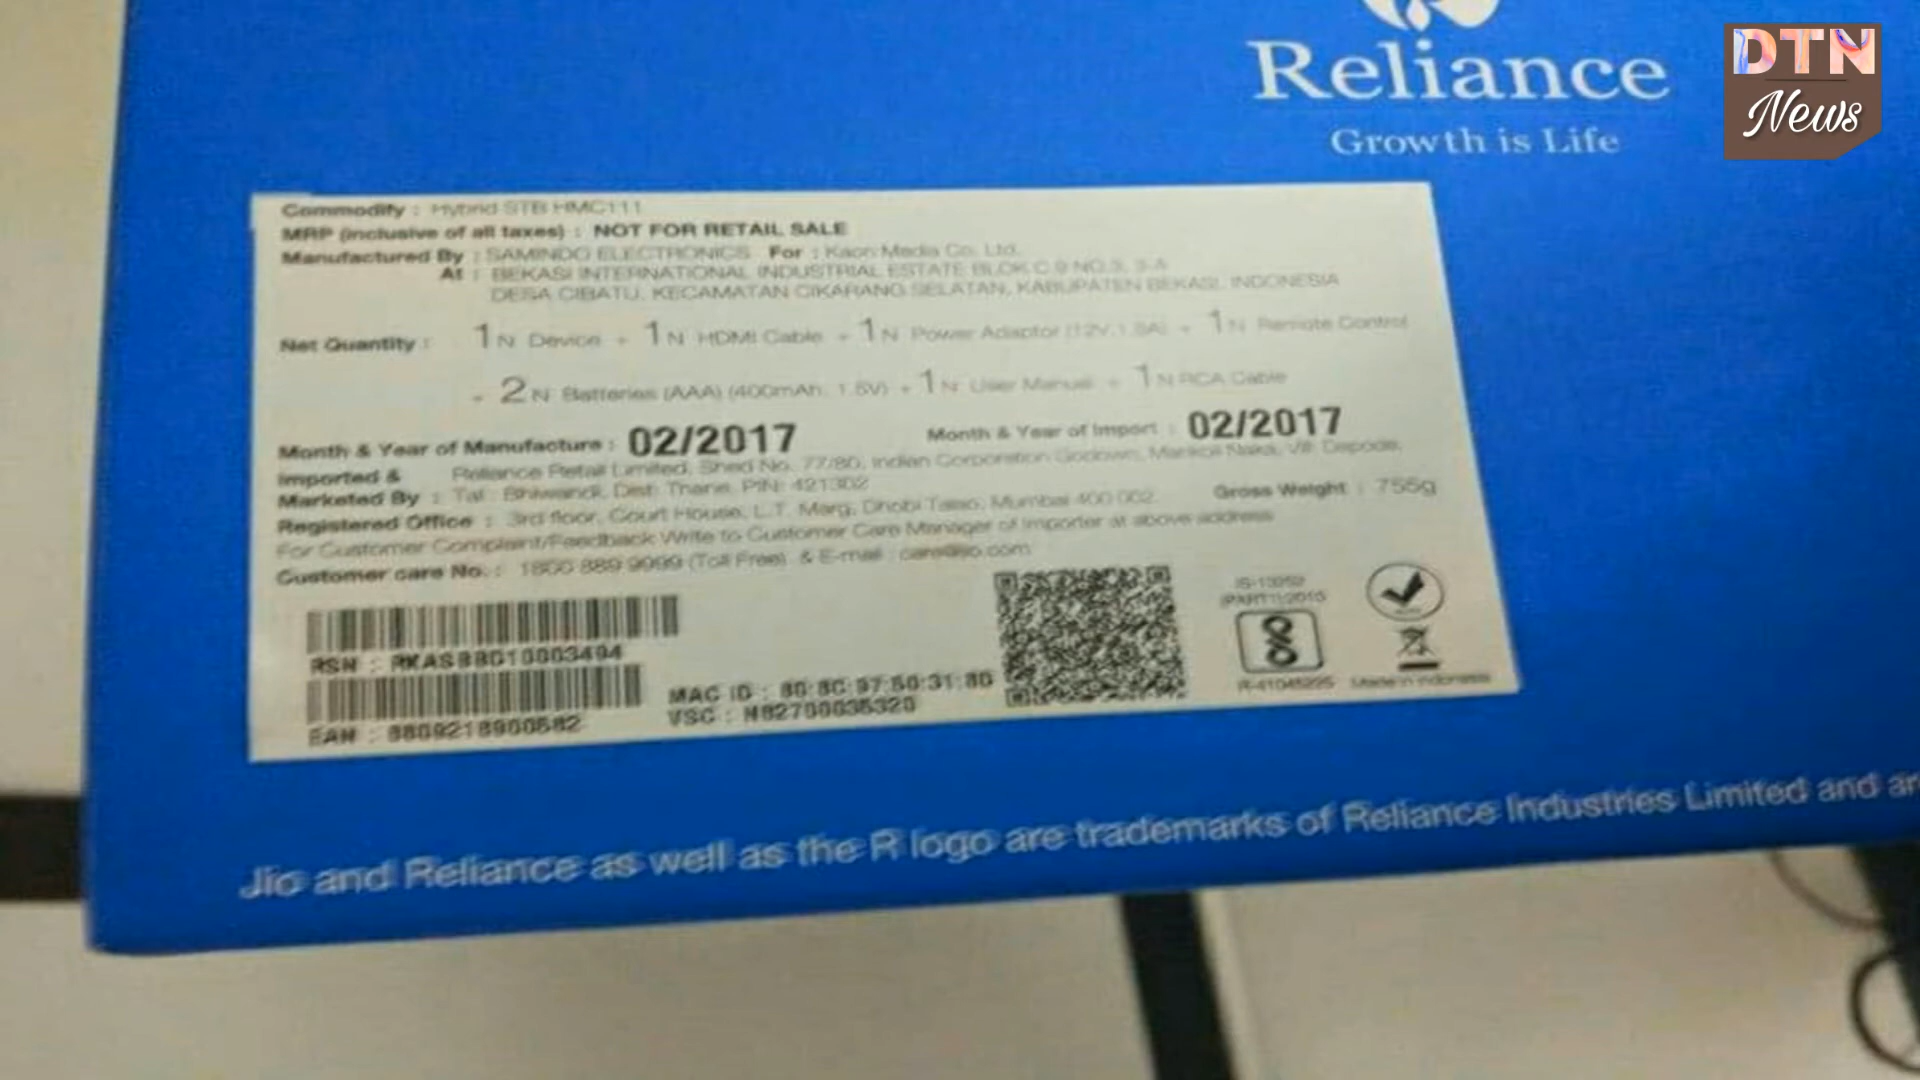 Reliance
Growth is Life
DTN
News
Commodity : Hybrid STB HMC111
MRP (inclusive of all taxes) : NOT FOR RETAIL SALE
Manufactured By : SAMINDO ELECTRONICS For : Kaon Media Co. Ltd.
At : BEKASI INTERNATIONAL INDUSTRIAL ESTATE BLOK C 9 NO.3, 3-A
DESA CIBATU, KECAMATAN CIKARANG SELATAN, KABUPATEN BEKASI, INDONESIA
Net Quantity : 1N Device + 1N HDMI Cable + 1N Power Adaptor + 1N Remote Control
+ 2N Batteries (AAA) (400mAh, 1.5V) + 1N User Manual + 1N RCA Cable
Month & Year of Manufacture : 02/2017 Month & Year of Import : 02/2017
Imported & Reliance Retail Limited, Shed No. 77/80, Indian Corporation Godown, Mankoli Naka,
Marketed By : Tal : Bhiwandi, Dist: Thane, PIN: 421302
Gross Weight : 755g
Registered Office : 3rd floor, Court House, L.T. Marg, Dhobi Talao, Mumbai 400 002
For Customer Complaint/Feedback Write to Customer Care Manager of Importer at above address
Customer care No. : 1800 889 9999 (Toll Free) & E-mail : care@jio.com
RSN :
MAC ID :
VSC :
EAN :
Made in Indonesia
Jio and Reliance as well as the R logo are trademarks of Reliance Industries Limited and are